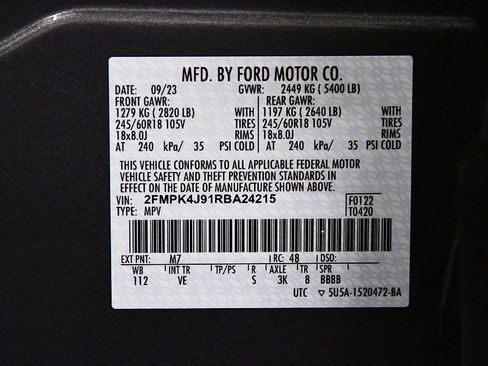 MFD. BY FORD MOTOR CO.
DATE: 09/23 GVWR: 2449 KG ( 5400 LB)
FRONT GAWR: REAR GAWR:
1279 KG ( 2820 LB) WITH 1197 KG ( 2640 LB) WITH
245/60R18 105V TIRES 245/60R18 105V TIRES
18x8.0J RIMS 18x8.0J RIMS
AT 240 kPa/ 35 PSI COLD AT 240 kPa/ 35 PSI COLD
THIS VEHICLE CONFORMS TO ALL APPLICABLE FEDERAL MOTOR
VEHICLE SAFETY AND THEFT PREVENTION STANDARDS IN
EFFECT ON THE DATE OF MANUFACTURE SHOWN ABOVE.
VIN: 2FMPK4J91RBA24215 F0122
TYPE: MPV T0420
EXT PNT: M7 RC: 48 DSO:
WB INT TR TP/PS R AXLE TR SPR
112 VE S 3K 8 BBBB
UTC ▽ 5U5A-1520472-BA